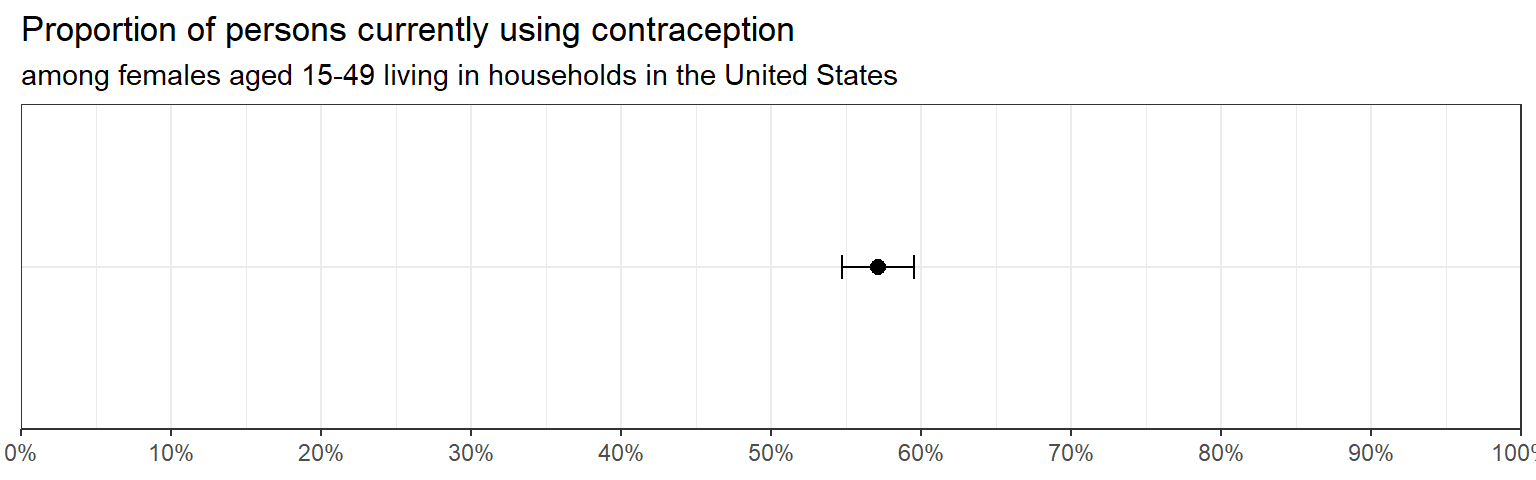 Proportion of persons currently using contraception
among females aged 15-49 living in households in the United States
0% 10% 20% 30% 40% 50% 60% 70% 80% 90% 100%